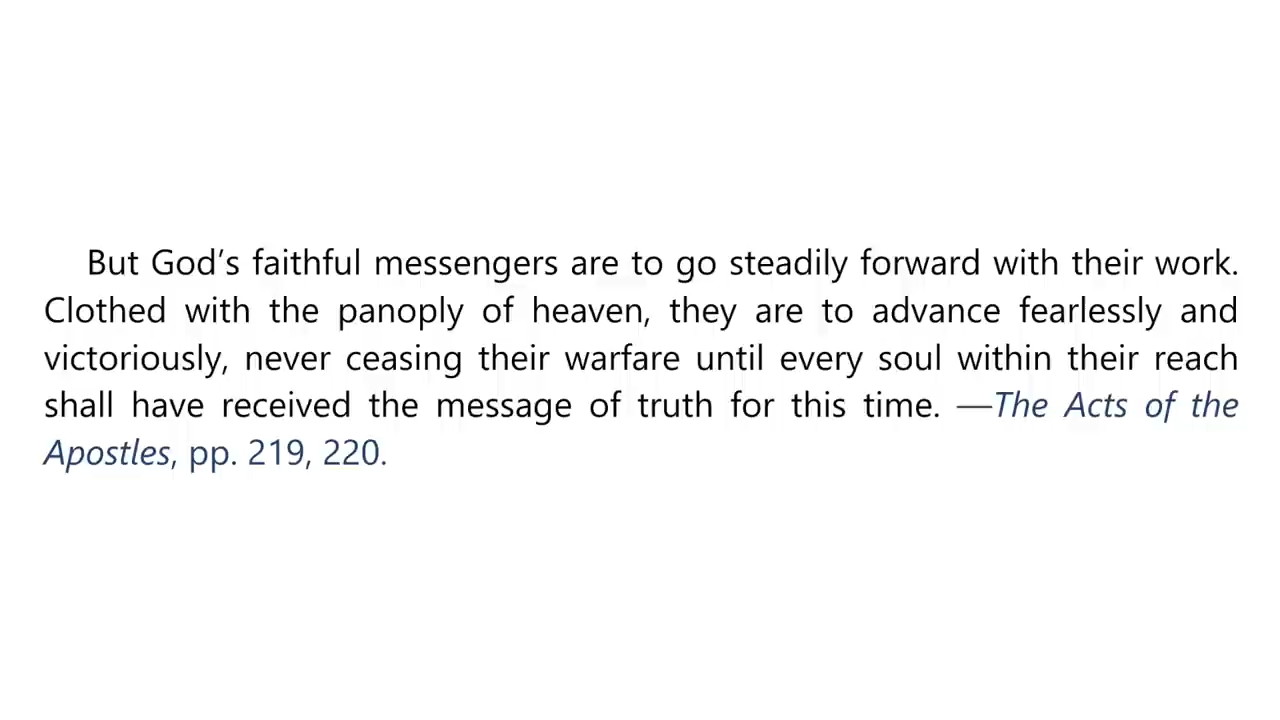 But God’s faithful messengers are to go steadily forward with their work.
Clothed with the panoply of heaven, they are to advance fearlessly and
victoriously, never ceasing their warfare until every soul within their reach
shall have received the message of truth for this time. —The Acts of the
Apostles, pp. 219, 220.